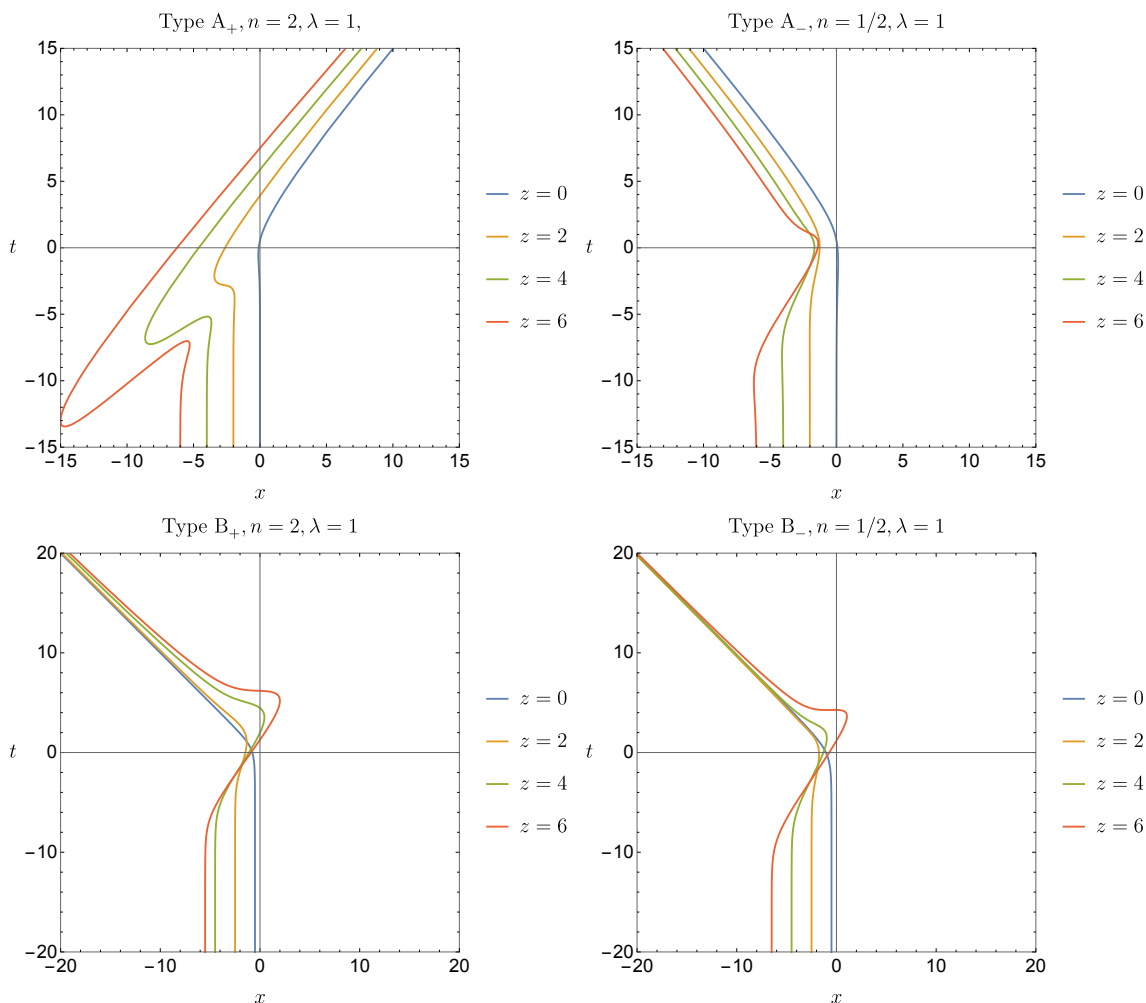 Type A₊, n = 2, λ = 1,
15
10
5
0
−5
−10
−15
−15 −10 −5 0 5 10 15
t
x
z = 0
z = 2
z = 4
z = 6
Type A₋, n = 1/2, λ = 1
15
10
5
0
−5
−10
−15
−15 −10 −5 0 5 10 15
t
x
z = 0
z = 2
z = 4
z = 6
Type B₊, n = 2, λ = 1
20
10
0
−10
−20
−20 −10 0 10 20
t
x
z = 0
z = 2
z = 4
z = 6
Type B₋, n = 1/2, λ = 1
20
10
0
−10
−20
−20 −10 0 10 20
t
x
z = 0
z = 2
z = 4
z = 6